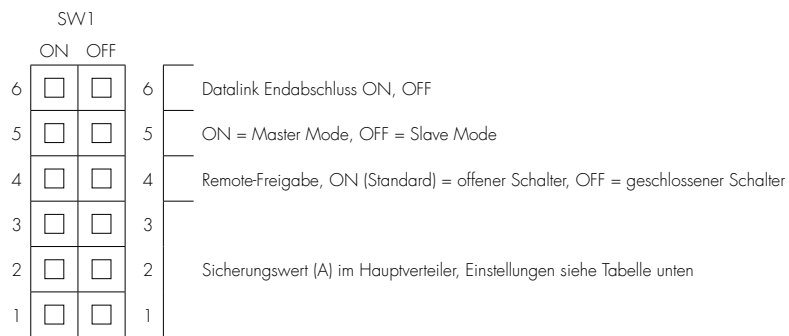 SW1
ON OFF
6 6 Datalink Endabschluss ON, OFF
5 5 ON = Master Mode, OFF = Slave Mode
4 4 Remote-Freigabe, ON (Standard) = offener Schalter, OFF = geschlossener Schalter
3 3
2 2 Sicherungswert (A) im Hauptverteiler, Einstellungen siehe Tabelle unten
1 1